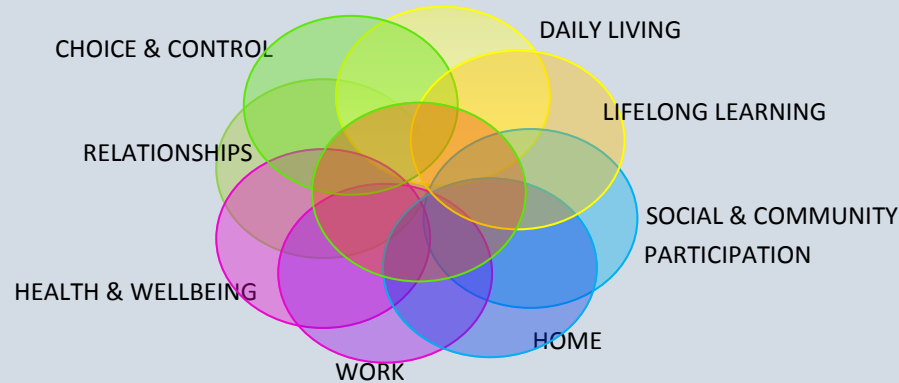 DAILY LIVING
CHOICE & CONTROL
LIFELONG LEARNING
RELATIONSHIPS
SOCIAL & COMMUNITY
PARTICIPATION
HEALTH & WELLBEING
HOME
WORK